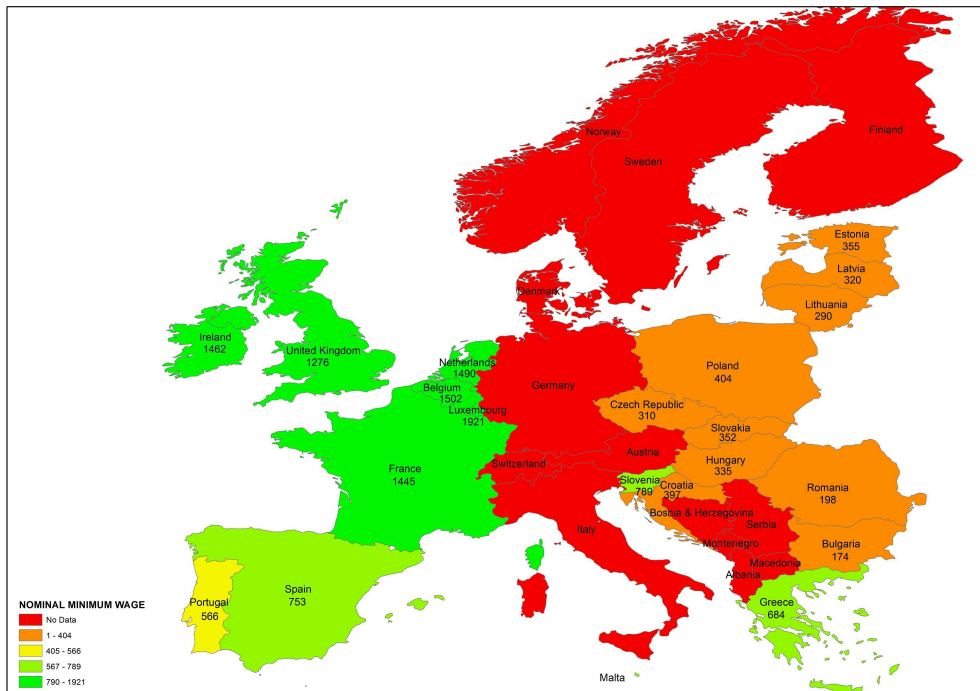 Norway
Finland
Sweden
Estonia
355
Latvia
320
Lithuania
290
Denmark
Ireland
1462
United Kingdom
1276
Netherlands
1490
Belgium
1502
Luxembourg
1921
Germany
Poland
404
Czech Republic
310
Slovakia
352
Austria
Hungary
335
Switzerland
France
1445
Slovenia
789
Croatia
397
Romania
198
Bosnia & Herzegovina
Serbia
Italy
Montenegro
Bulgaria
174
Macedonia
Albania
Portugal
566
Spain
753
Greece
684
Malta
NOMINAL MINIMUM WAGE
No Data
1 - 404
405 - 566
567 - 789
790 - 1921